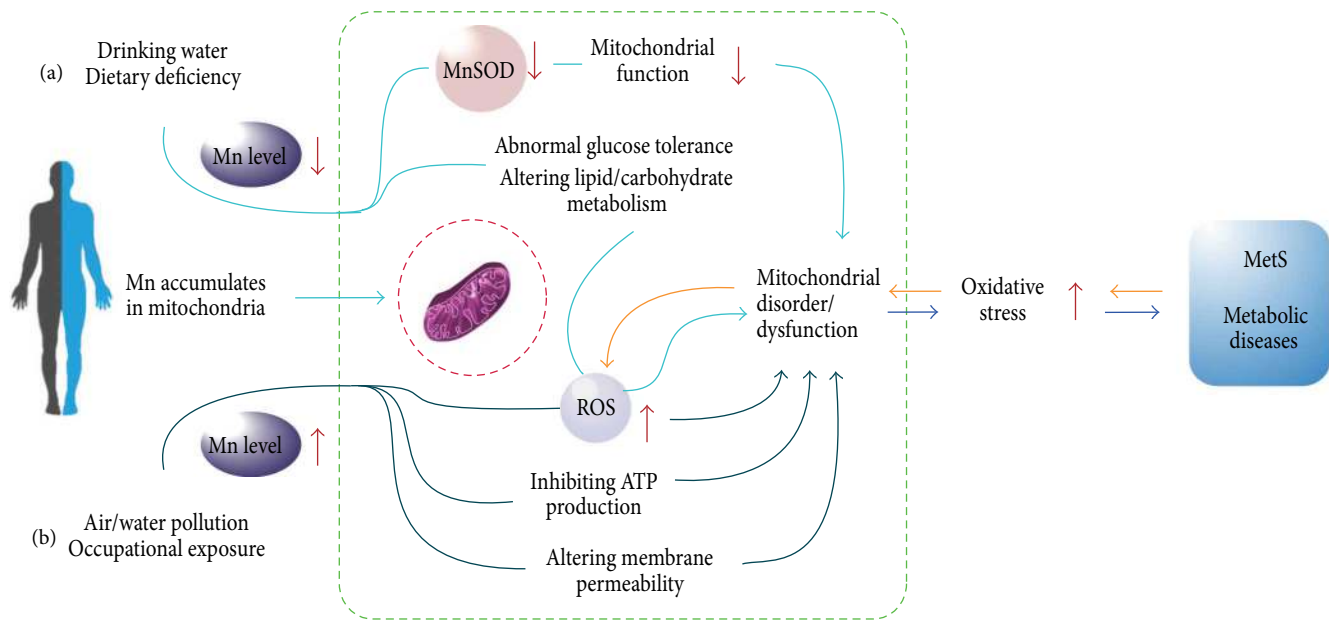 (a)
Drinking water
Dietary deficiency
Mn level
MnSOD
Mitochondrial
function
Abnormal glucose tolerance
Altering lipid/carbohydrate
metabolism
Mn accumulates
in mitochondria
Mitochondrial
disorder/
dysfunction
Oxidative
stress
MetS
Metabolic
diseases
ROS
Mn level
Inhibiting ATP
production
(b)
Air/water pollution
Occupational exposure
Altering membrane
permeability